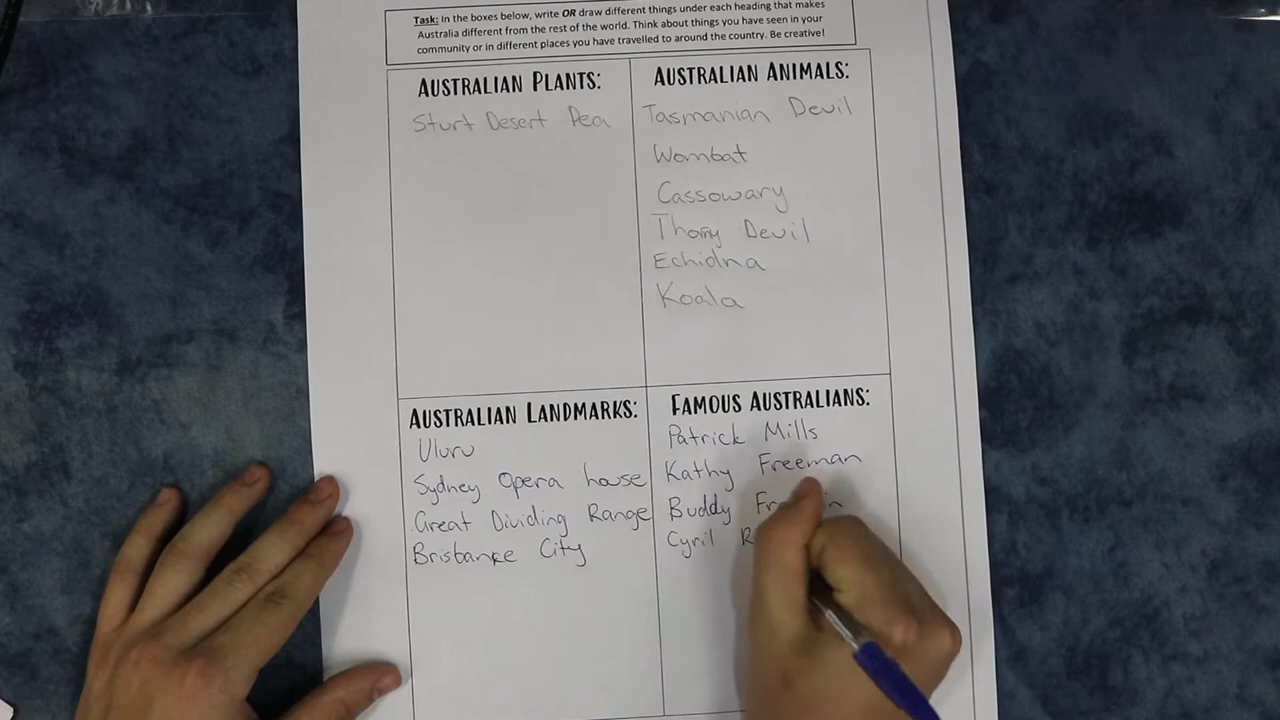 Task: In the boxes below, write OR draw different things under each heading that makes
Australia different from the rest of the world. Think about things you have seen in your
community or in different places you have travelled to around the country. Be creative!
AUSTRALIAN PLANTS:
Sturt Desert Pea
AUSTRALIAN ANIMALS:
Tasmanian Devil
Wombat
Cassowary
Thorny Devil
Echidna
Koala
AUSTRALIAN LANDMARKS:
Uluru
Sydney Opera house
Great Dividing Range
Brisbane City
FAMOUS AUSTRALIANS:
Patrick Mills
Kathy Freeman
Buddy
Cyril